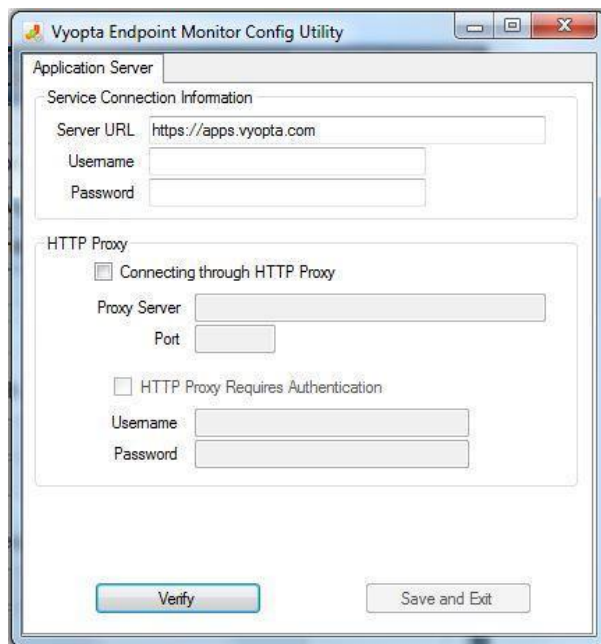 Vyopta Endpoint Monitor Config Utility
Application Server
Service Connection Information
Server URL https://apps.vyopta.com
Username
Password
HTTP Proxy
Connecting through HTTP Proxy
Proxy Server
Port
HTTP Proxy Requires Authentication
Username
Password
Verify Save and Exit